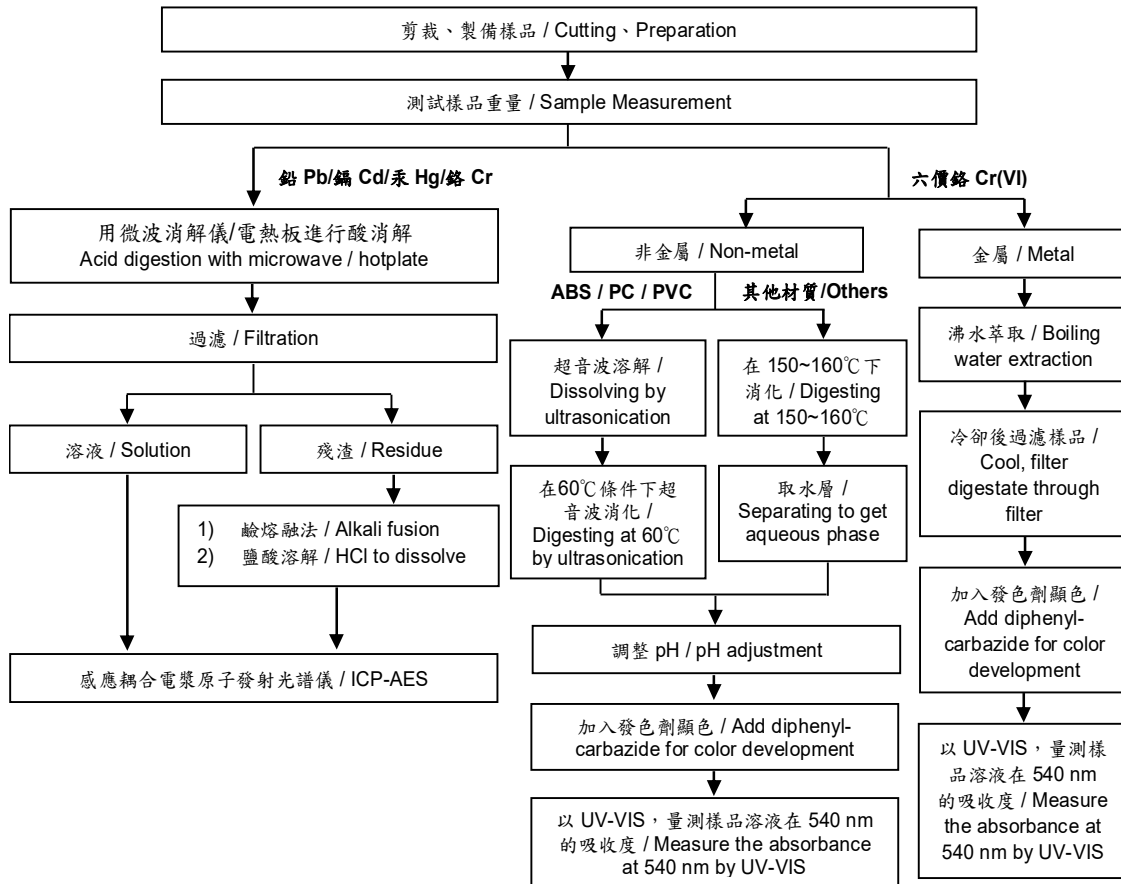 剪裁、製備樣品 / Cutting、Preparation
測試樣品重量 / Sample Measurement
鉛 Pb/鎘 Cd/汞 Hg/鉻 Cr
六價鉻 Cr(VI)
用微波消解儀/電熱板進行酸消解
Acid digestion with microwave / hotplate
過濾 / Filtration
溶液 / Solution
殘渣 / Residue
1) 鹼熔融法 / Alkali fusion
2) 鹽酸溶解 / HCl to dissolve
感應耦合電漿原子發射光譜儀 / ICP-AES
非金屬 / Non-metal
ABS / PC / PVC
其他材質/Others
超音波溶解 /
Dissolving by
ultrasonication
在60℃條件下超
音波消化 /
Digesting at 60℃
by ultrasonication
在 150~160℃下
消化 / Digesting
at 150~160℃
取水層 /
Separating to get
aqueous phase
調整 pH / pH adjustment
加入發色劑顯色 / Add diphenyl-
carbazide for color development
以 UV-VIS，量測樣品溶液在 540 nm
的吸收度 / Measure the absorbance
at 540 nm by UV-VIS
金屬 / Metal
沸水萃取 / Boiling
water extraction
冷卻後過濾樣品 /
Cool, filter
digestate through
filter
加入發色劑顯色 /
Add diphenyl-
carbazide for color
development
以 UV-VIS，量測樣
品溶液在 540 nm
的吸收度 / Measure
the absorbance at
540 nm by UV-VIS